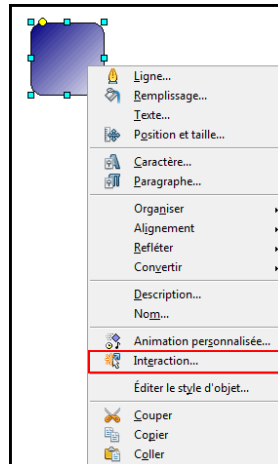 Ligne...
Remplissage...
Texte...
Position et taille...
Caractère...
Paragraphe...
Organiser
Alignement
Refléter
Convertir
Description...
Nom...
Animation personnalisée...
Interaction...
Éditer le style d'objet...
Couper
Copier
Coller